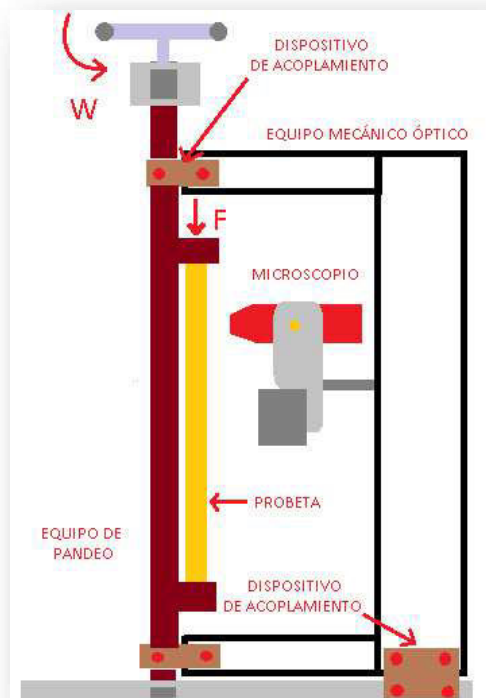 DISPOSITIVO
DE ACOPLAMIENTO
W
EQUIPO MECÁNICO ÓPTICO
F
MICROSCOPIO
PROBETA
EQUIPO DE
PANDEO
DISPOSITIVO
DE ACOPLAMIENTO